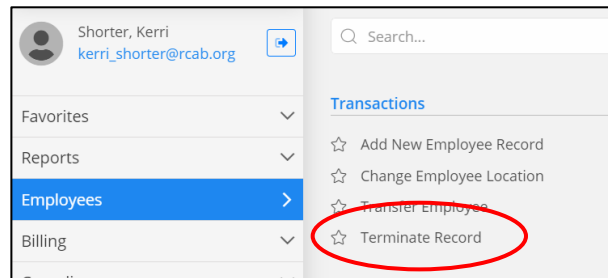 Shorter, Kerri
kerri_shorter@rcab.org
Favorites
Reports
Employees
Billing
Search...
Transactions
Add New Employee Record
Change Employee Location
Transfer Employee
Terminate Record